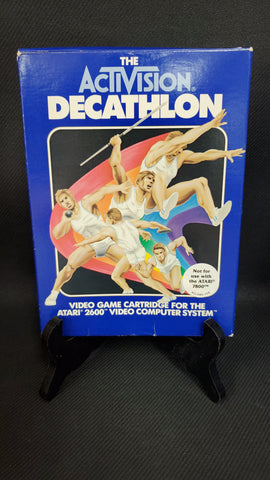 THE
ACTIVISION®
DECATHLON
Not for
use with
the ATARI®
7800™
VIDEO GAME CARTRIDGE FOR THE
ATARI® 2600™ VIDEO COMPUTER SYSTEM™